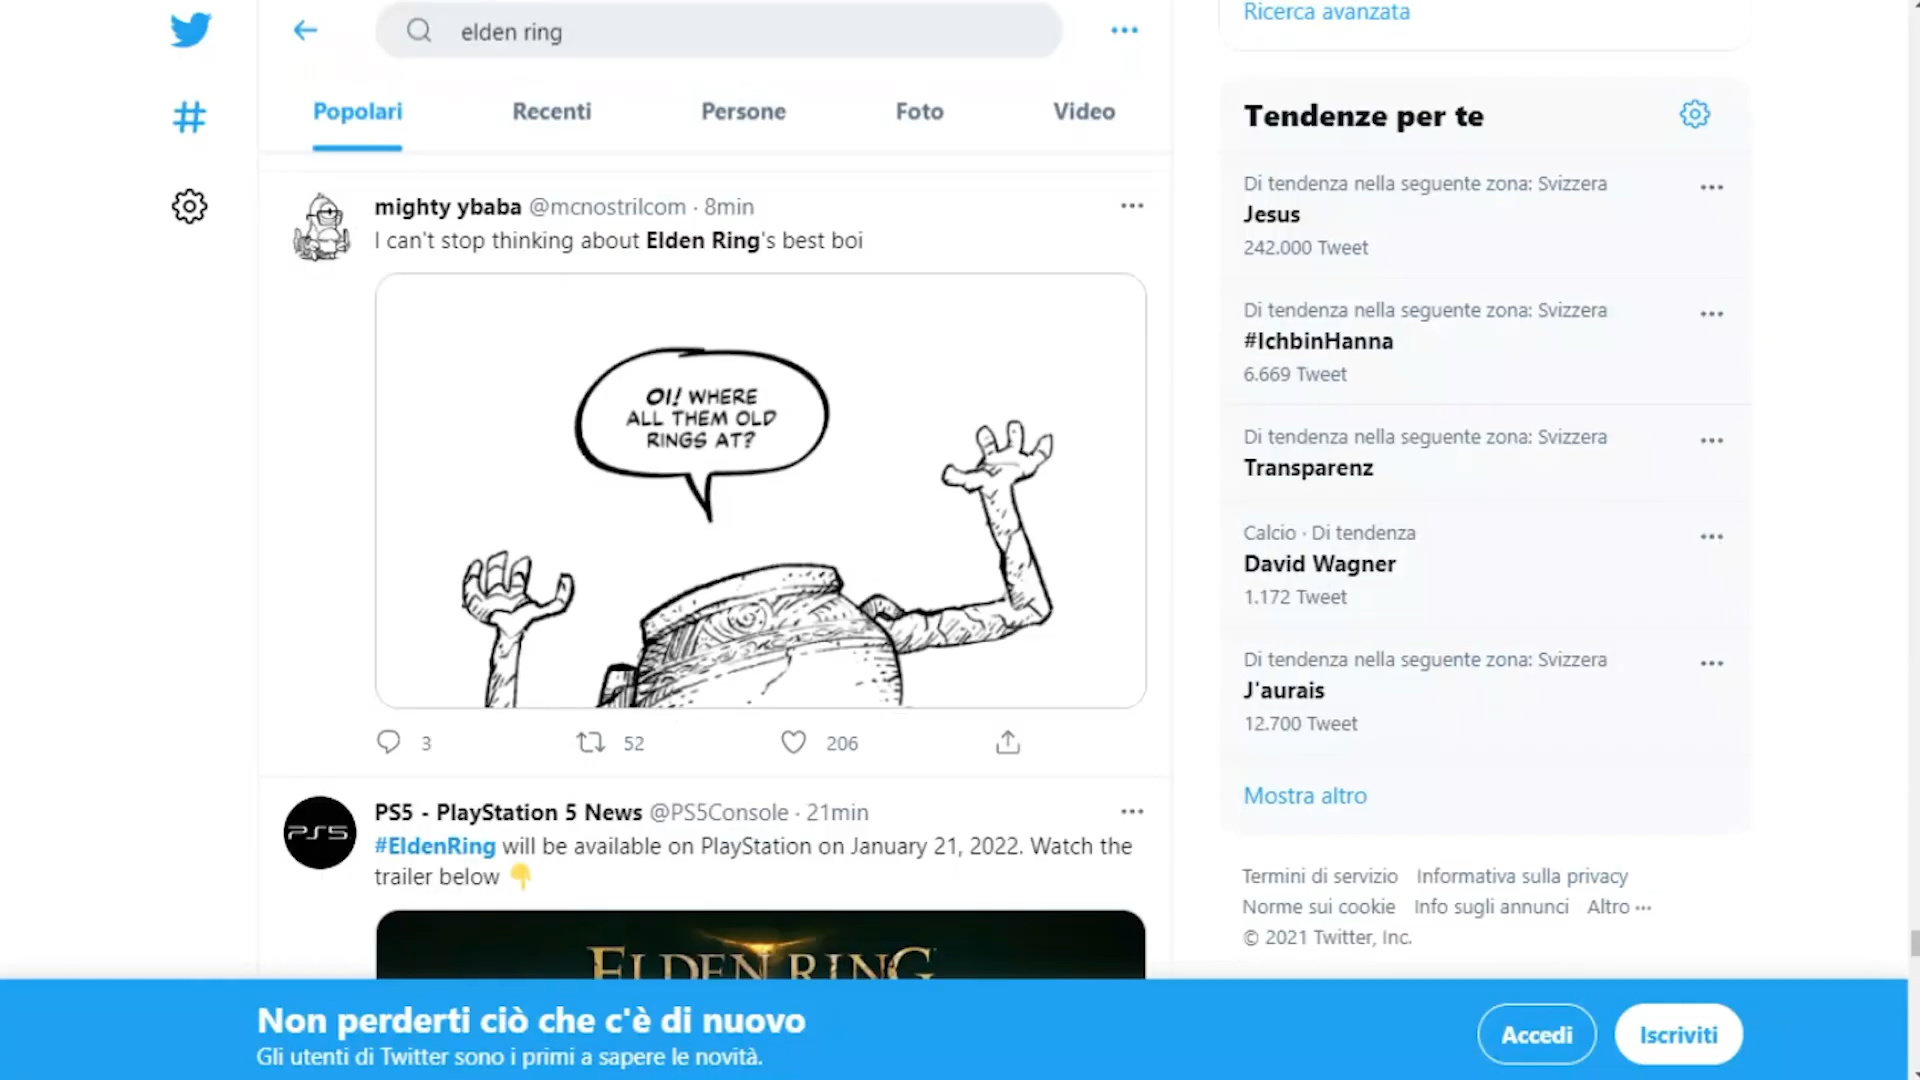 elden ring
Popolari
Recenti
Persone
Foto
Video
mighty ybaba @mcnostrilcom · 8min
I can't stop thinking about Elden Ring's best boi
OI! WHERE
ALL THEM OLD
RINGS AT?
3
52
206
PS5
PS5 - PlayStation 5 News @PS5Console · 21min
#EldenRing will be available on PlayStation on January 21, 2022. Watch the
trailer below 👇
ELDEN RING
Ricerca avanzata
Tendenze per te
Di tendenza nella seguente zona: Svizzera
Jesus
242.000 Tweet
Di tendenza nella seguente zona: Svizzera
#IchbinHanna
6.669 Tweet
Di tendenza nella seguente zona: Svizzera
Transparenz
Calcio · Di tendenza
David Wagner
1.172 Tweet
Di tendenza nella seguente zona: Svizzera
J'aurais
12.700 Tweet
Mostra altro
Termini di servizio Informativa sulla privacy
Norme sui cookie Info sugli annunci Altro ···
© 2021 Twitter, Inc.
Non perderti ciò che c'è di nuovo
Gli utenti di Twitter sono i primi a sapere le novità.
Accedi
Iscriviti